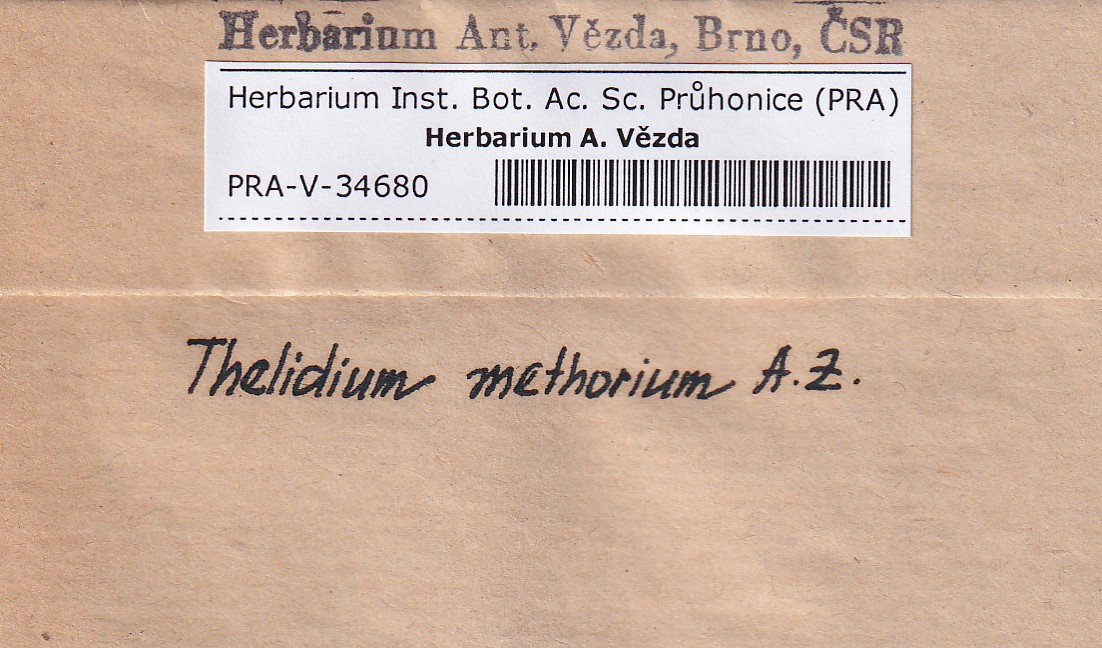 Herbarium Ant. Vězda, Brno, ČSR
Herbarium Inst. Bot. Ac. Sc. Průhonice (PRA)
Herbarium A. Vězda
PRA-V-34680
Thelidium methorium A.Z.